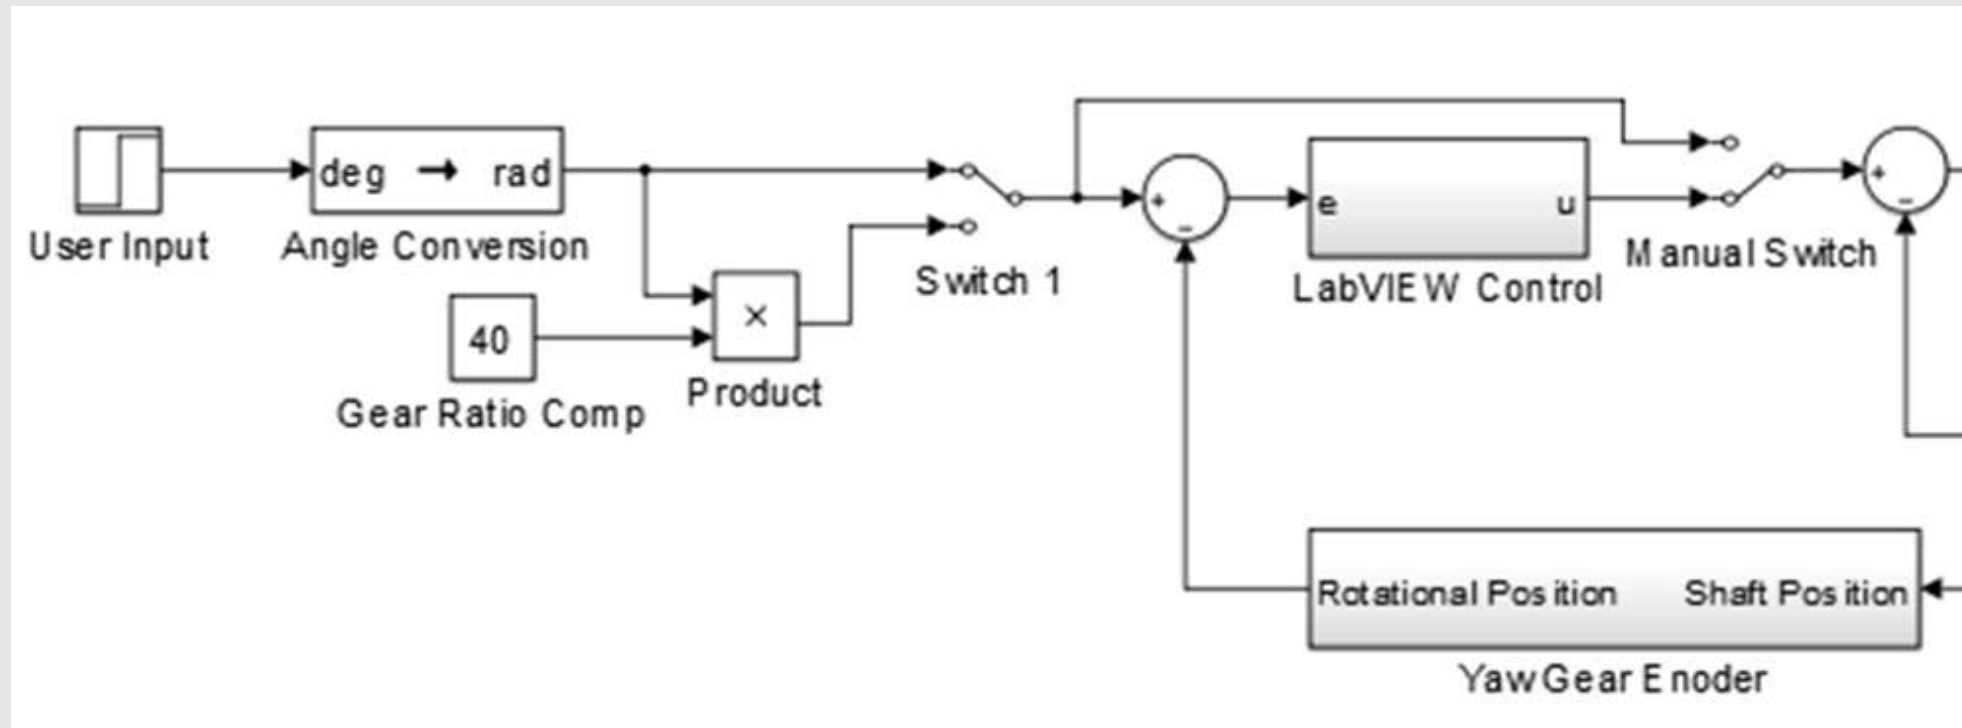 deg → rad
User Input
Angle Conversion
40
Gear Ratio Comp
×
Product
Switch 1
+
−
e u
LabVIEW Control
Manual Switch
+
−
Rotational Position Shaft Position
Yaw Gear Enoder